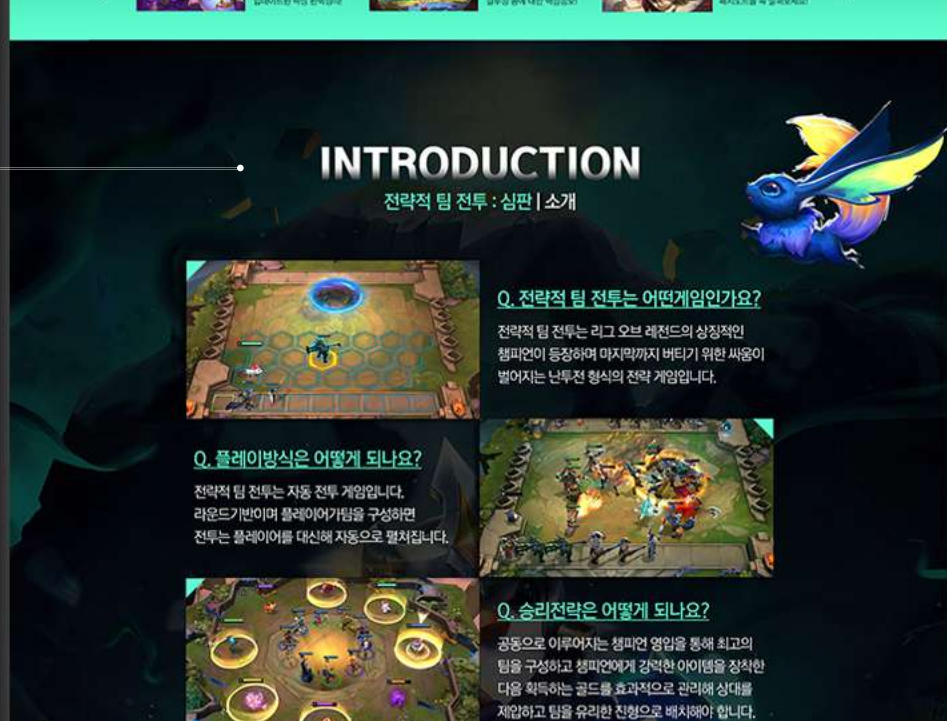 INTRODUCTION
전략적 팀 전투 : 심판 | 소개
Q. 전략적 팀 전투는 어떤게임인가요?
전략적 팀 전투는 리그 오브 레전드의 상징적인
챔피언이 등장하며 마지막까지 버티기 위한 싸움이
벌어지는 난투전 형식의 전략 게임입니다.
Q. 플레이방식은 어떻게 되나요?
전략적 팀 전투는 자동 전투 게임입니다.
라운드기반이며 플레이어가팀을 구성하면
전투는 플레이어를 대신해 자동으로 펼쳐집니다.
Q. 승리전략은 어떻게 되나요?
공동으로 이루어지는 챔피언 영입을 통해 최고의
팀을 구성하고 챔피언에게 강력한 아이템을 장착한
다음 획득하는 골드를 효과적으로 관리해 상대를
제압하고 팀을 유리한 진형으로 배치해야 합니다.